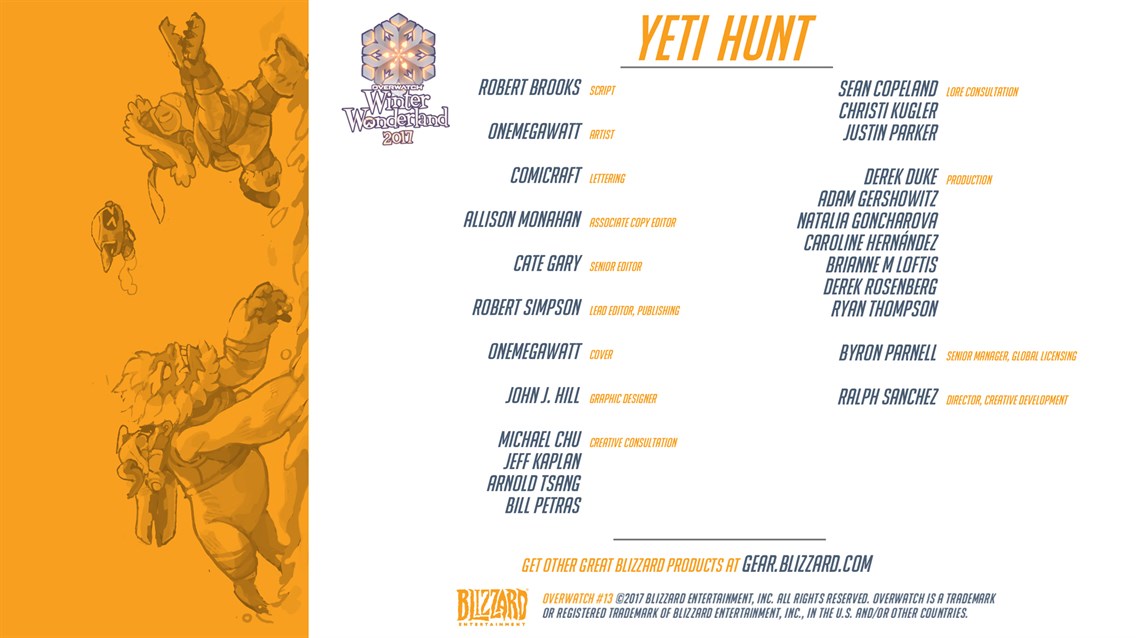 YETI HUNT
OVERWATCH
Winter
Wonderland
2017
ROBERT BROOKS SCRIPT
ONEMEGAWATT ARTIST
COMICRAFT LETTERING
ALLISON MONAHAN ASSOCIATE COPY EDITOR
CATE GARY SENIOR EDITOR
ROBERT SIMPSON LEAD EDITOR, PUBLISHING
ONEMEGAWATT COVER
JOHN J. HILL GRAPHIC DESIGNER
MICHAEL CHU CREATIVE CONSULTATION
JEFF KAPLAN
ARNOLD TSANG
BILL PETRAS
SEAN COPELAND LORE CONSULTATION
CHRISTI KUGLER
JUSTIN PARKER
DEREK DUKE PRODUCTION
ADAM GERSHOWITZ
NATALIA GONCHAROVA
CAROLINE HERNÁNDEZ
BRIANNE M LOFTIS
DEREK ROSENBERG
RYAN THOMPSON
BYRON PARNELL SENIOR MANAGER, GLOBAL LICENSING
RALPH SANCHEZ DIRECTOR, CREATIVE DEVELOPMENT
GET OTHER GREAT BLIZZARD PRODUCTS AT GEAR.BLIZZARD.COM
BLIZZARD
ENTERTAINMENT
OVERWATCH #13 ©2017 BLIZZARD ENTERTAINMENT, INC. ALL RIGHTS RESERVED. OVERWATCH IS A TRADEMARK
OR REGISTERED TRADEMARK OF BLIZZARD ENTERTAINMENT, INC., IN THE U.S. AND/OR OTHER COUNTRIES.